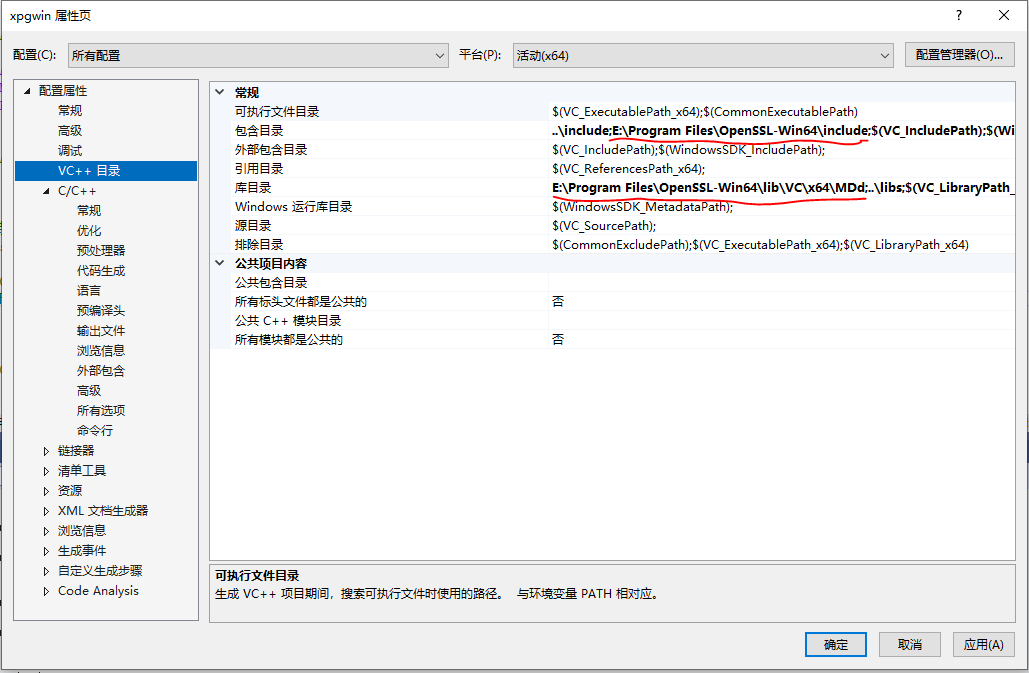 xpgwin 属性页
配置(C): 所有配置 平台(P): 活动(x64) 配置管理器(O)...
配置属性
常规
高级
调试
VC++ 目录
C/C++
常规
优化
预处理器
代码生成
语言
预编译头
输出文件
浏览信息
外部包含
高级
所有选项
命令行
链接器
清单工具
资源
XML 文档生成器
浏览信息
生成事件
自定义生成步骤
Code Analysis
常规
可执行文件目录 $(VC_ExecutablePath_x64);$(CommonExecutablePath)
包含目录 ..\include;E:\Program Files\OpenSSL-Win64\include;$(VC_IncludePath);$(Wi
外部包含目录 $(VC_IncludePath);$(WindowsSDK_IncludePath);
引用目录 $(VC_ReferencesPath_x64);
库目录 E:\Program Files\OpenSSL-Win64\lib\VC\x64\MDd;..\libs;$(VC_LibraryPath_
Windows 运行库目录 $(WindowsSDK_MetadataPath);
源目录 $(VC_SourcePath);
排除目录 $(CommonExcludePath);$(VC_ExecutablePath_x64);$(VC_LibraryPath_x64)
公共项目内容
公共包含目录
所有标头文件都是公共的 否
公共 C++ 模块目录
所有模块都是公共的 否
可执行文件目录
生成 VC++ 项目期间，搜索可执行文件时使用的路径。 与环境变量 PATH 相对应。
确定 取消 应用(A)